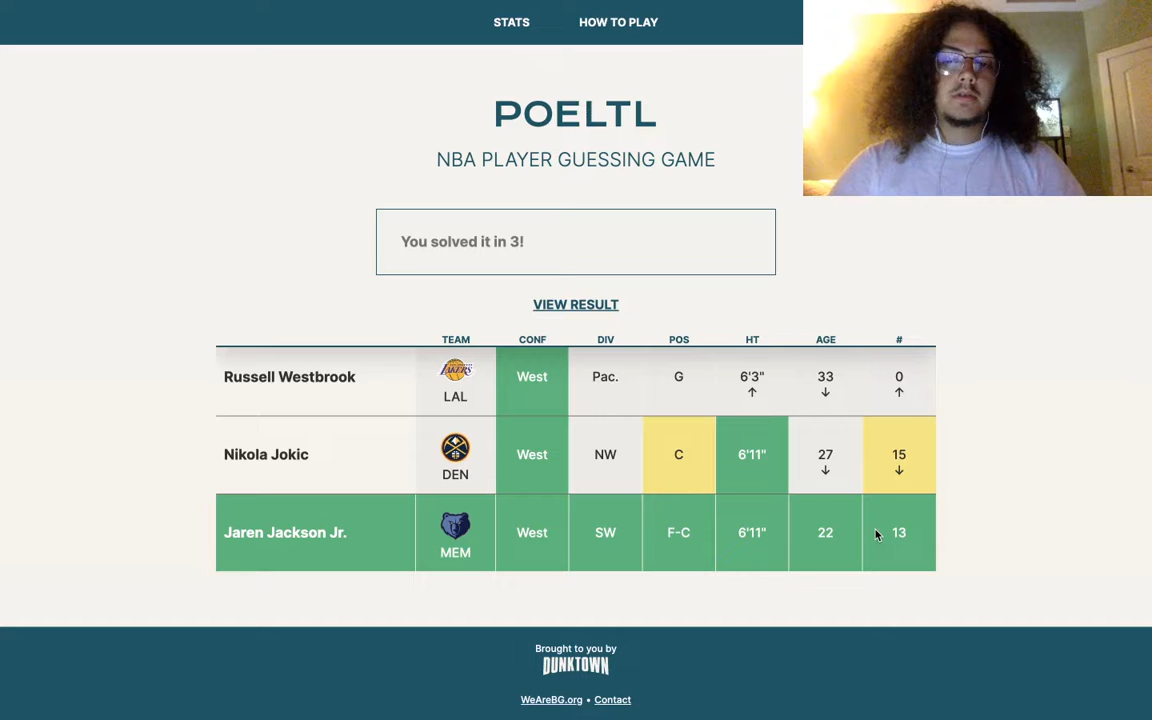 STATS HOW TO PLAY
POELTL
NBA PLAYER GUESSING GAME
You solved it in 3!
VIEW RESULT
TEAM CONF DIV POS HT AGE #
Russell Westbrook LAKERS LAL West Pac. G 6'3" ↑ 33 ↓ 0 ↑
Nikola Jokic DEN West NW C 6'11" 27 ↓ 15 ↓
Jaren Jackson Jr. MEM West SW F-C 6'11" 22 13
Brought to you by
DUNKTOWN
WeAreBG.org • Contact